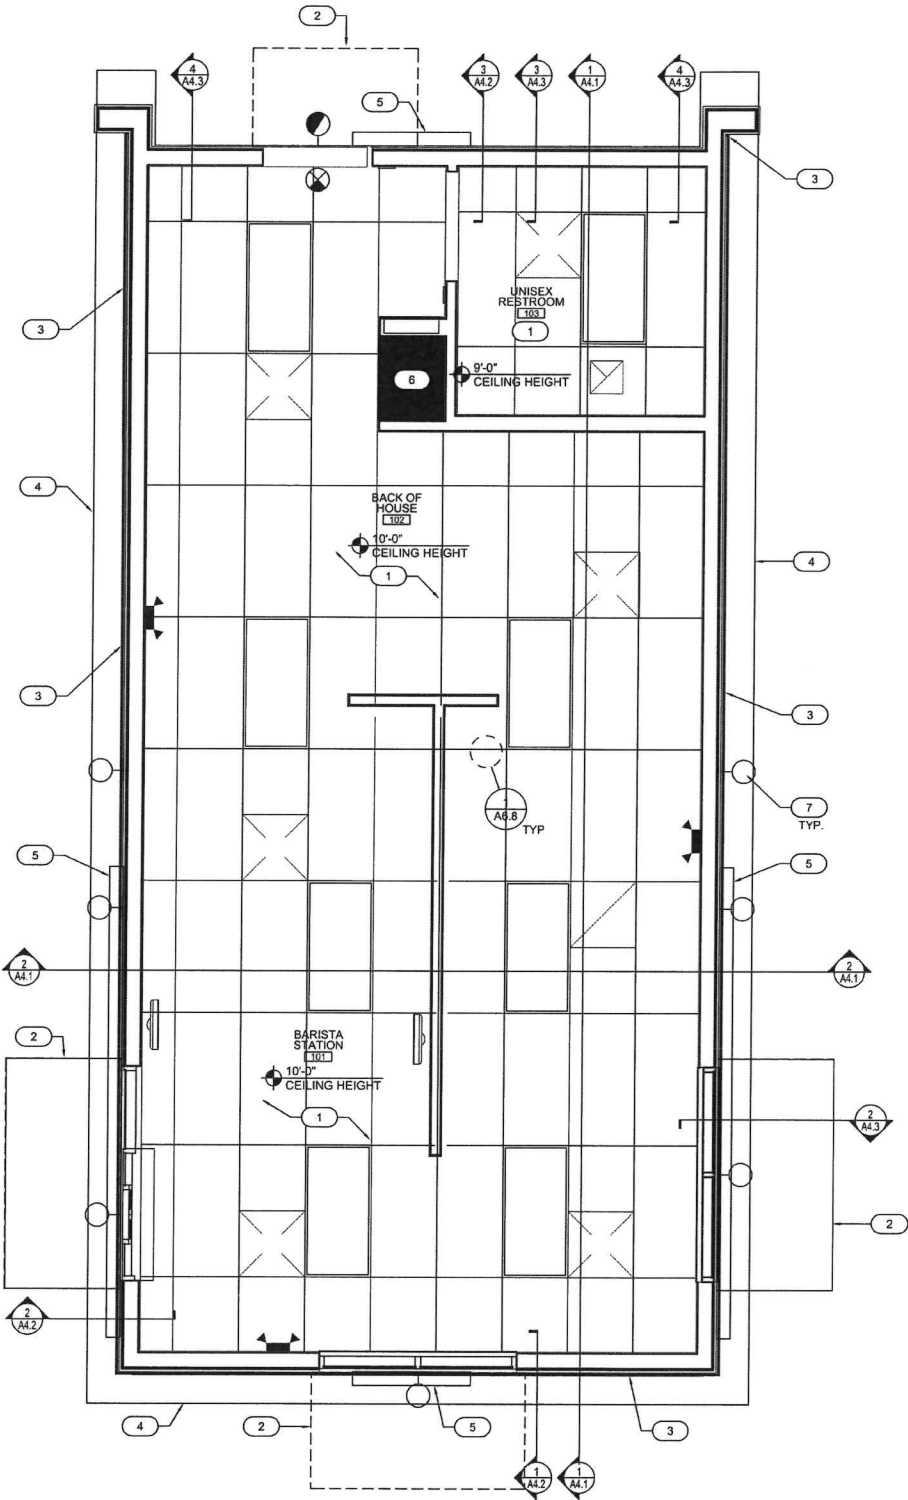 2
4
A4.3
3
A4.2
3
A4.3
1
A4.1
4
A4.3
5
3
3
UNISEX
RESTROOM
103
1
6
9'-0"
CEILING HEIGHT
4
BACK OF
HOUSE
102
10'-0"
CEILING HEIGHT
1
4
3
3
7
TYP.
1
A6.8
TYP
5
5
2
A4.1
2
A4.1
2
BARISTA
STATION
101
10'-0"
CEILING HEIGHT
1
2
A4.3
2
2
A4.2
4
2
5
3
1
A4.2
1
A4.1